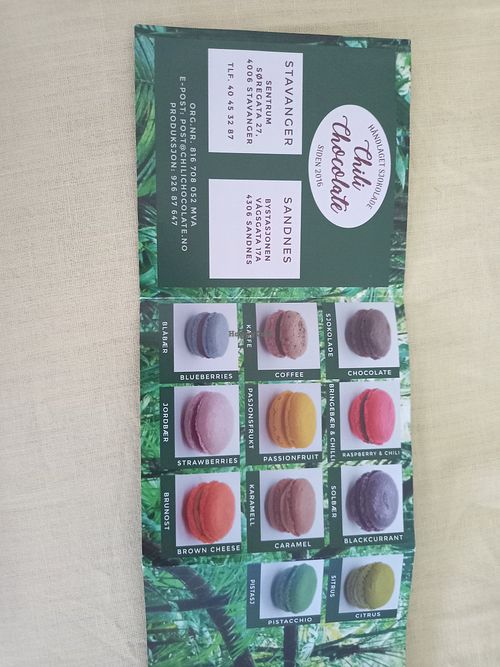 HÅNDLAGET SJOKOLADE
Chili
Chocolate
SIDEN 2016
STAVANGER
SENTRUM
SØREGATA 27,
4006 STAVANGER
TLF. 40 45 32 87
SANDNES
BYSTASJONEN
VÅGSGATA 17A
4306 SANDNES
ORG.NR. 816 708 052 MVA
E-POST: POST@CHILICHOCOLATE.NO
PRODUKSJON: 926 87 647
SJOKOLADE
CHOCOLATE
BRINGEBÆR & CHILLI
RASPBERRY & CHILI
SOLBÆR
BLACKCURRANT
SITRUS
CITRUS
KAFFE
COFFEE
PASJONSFRUKT
PASSIONFRUIT
KARAMELL
CARAMEL
PISTASJ
PISTACCHIO
BLÅBÆR
BLUEBERRIES
JORDBÆR
STRAWBERRIES
BRUNOST
BROWN CHEESE